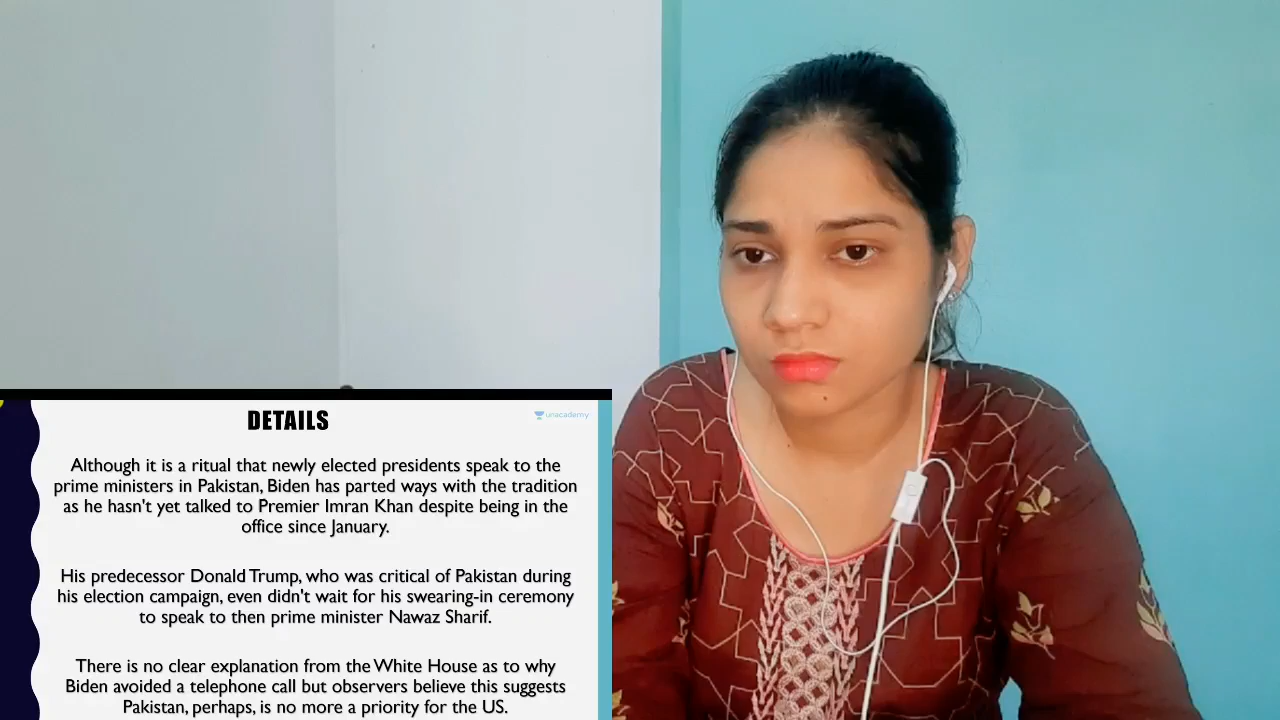 DETAILS
unacademy
Although it is a ritual that newly elected presidents speak to the
prime ministers in Pakistan, Biden has parted ways with the tradition
as he hasn't yet talked to Premier Imran Khan despite being in the
office since January.
His predecessor Donald Trump, who was critical of Pakistan during
his election campaign, even didn't wait for his swearing-in ceremony
to speak to then prime minister Nawaz Sharif.
There is no clear explanation from the White House as to why
Biden avoided a telephone call but observers believe this suggests
Pakistan, perhaps, is no more a priority for the US.